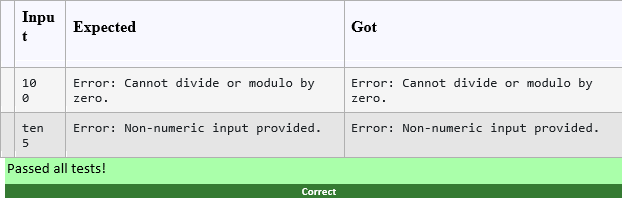 Input Expected Got
10 Error: Cannot divide or modulo by Error: Cannot divide or modulo by
0 zero. zero.
ten Error: Non-numeric input provided. Error: Non-numeric input provided.
5
Passed all tests!
Correct